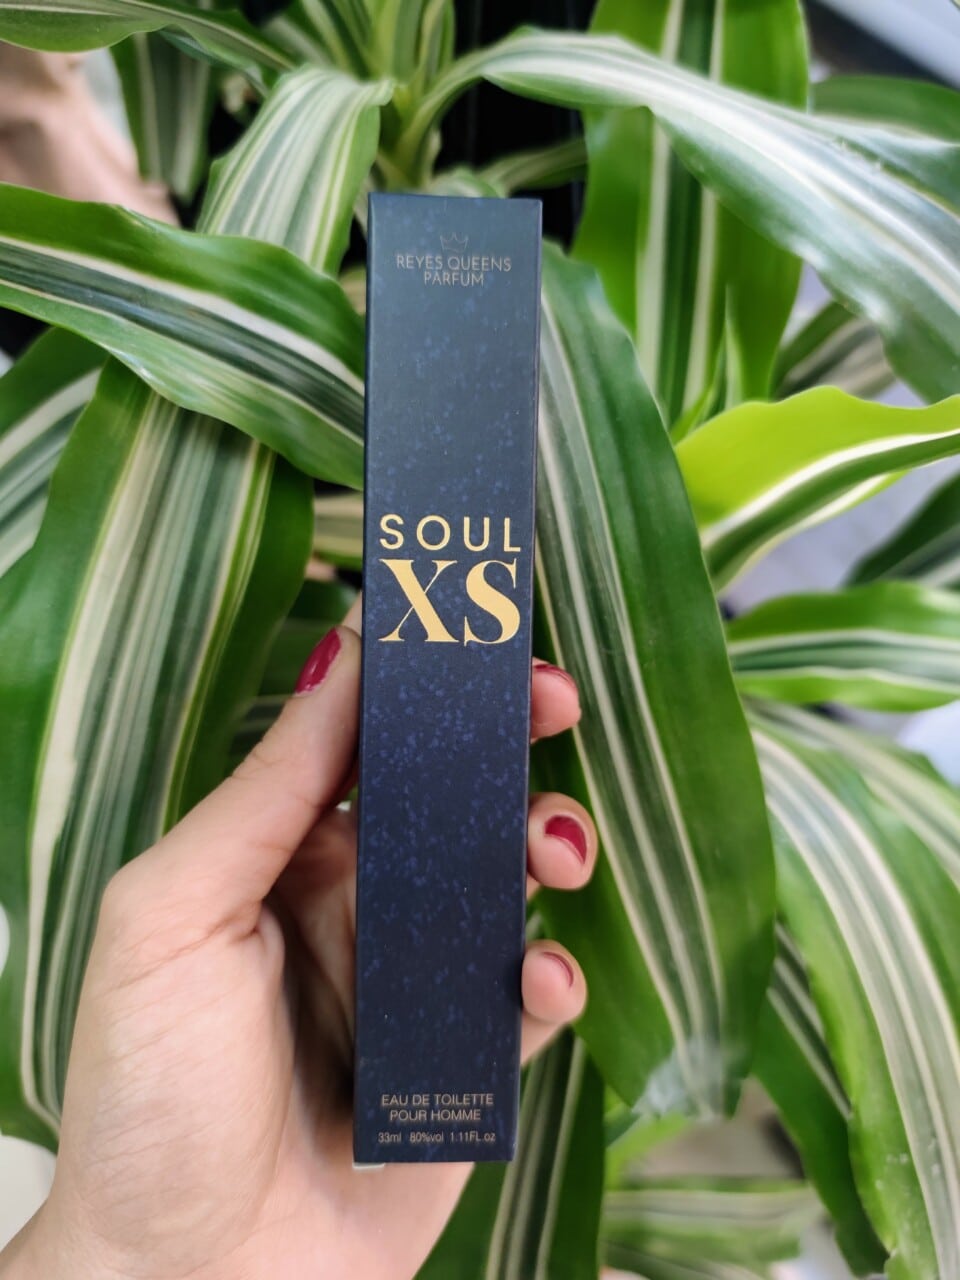 REYES QUEENS
PARFUM
SOUL
XS
EAU DE TOILETTE
POUR HOMME
33ml 80%vol 1.11FL.oz